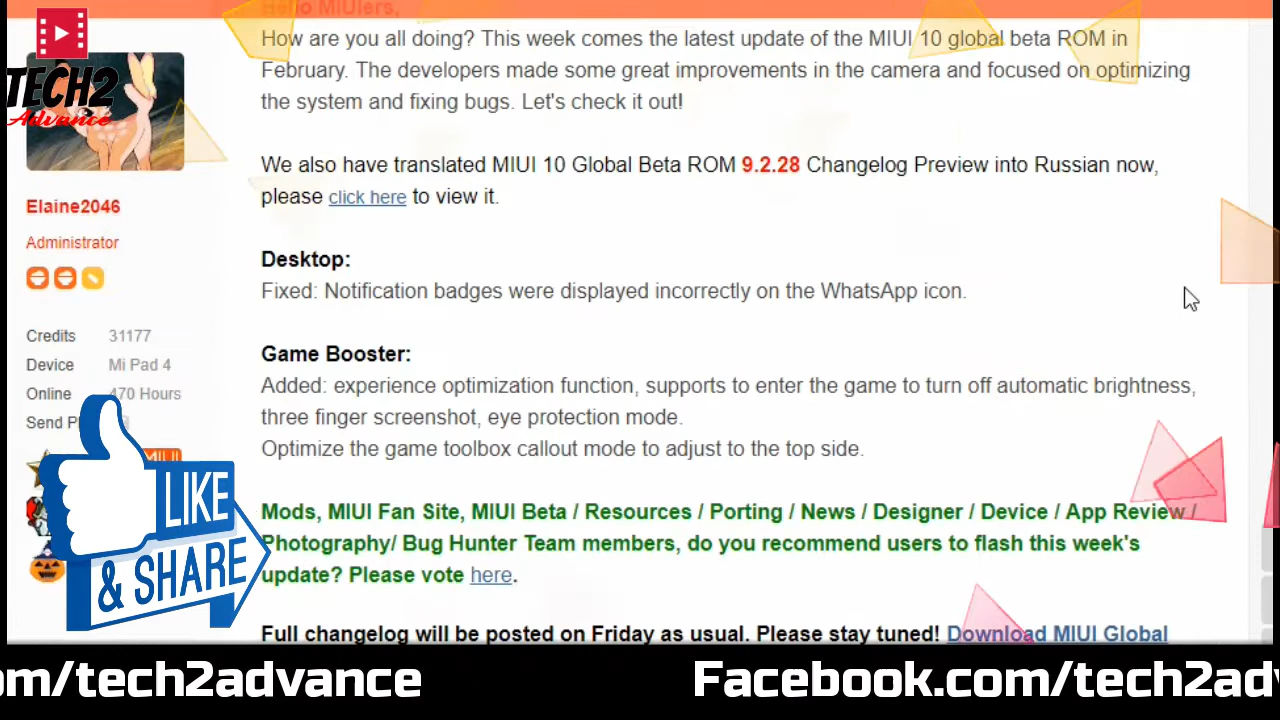 Hello MIUIers,
How are you all doing? This week comes the latest update of the MIUI 10 global beta ROM in
February. The developers made some great improvements in the camera and focused on optimizing
the system and fixing bugs. Let's check it out!
We also have translated MIUI 10 Global Beta ROM 9.2.28 Changelog Preview into Russian now,
please click here to view it.
Desktop:
Fixed: Notification badges were displayed incorrectly on the WhatsApp icon.
Game Booster:
Added: experience optimization function, supports to enter the game to turn off automatic brightness,
three finger screenshot, eye protection mode.
Optimize the game toolbox callout mode to adjust to the top side.
Mods, MIUI Fan Site, MIUI Beta / Resources / Porting / News / Designer / Device / App Review /
Photography/ Bug Hunter Team members, do you recommend users to flash this week's
update? Please vote here.
Full changelog will be posted on Friday as usual. Please stay tuned! Download MIUI Global
TECH2
Advance
Elaine2046
Administrator
Credits 31177
Device Mi Pad 4
Online 470 Hours
Send
MIUI
LIKE
& SHARE
om/tech2advance
Facebook.com/tech2adv